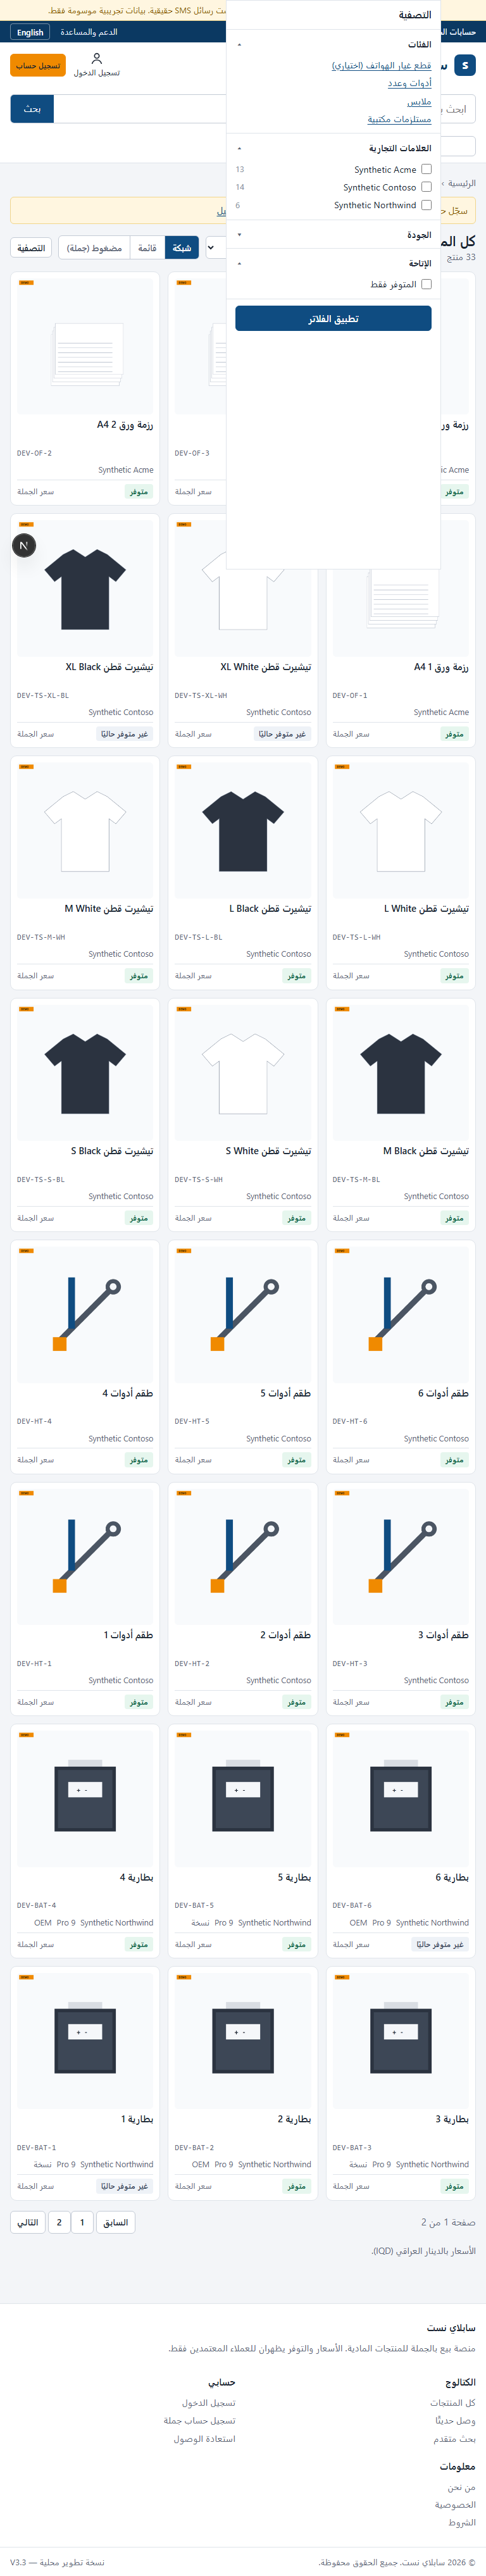 ست رسائل SMS حقيقية. بيانات تجريبية موسومة فقط.
حسابات
الدعم والمساعدة
English
S
تسجيل الدخول
تسجيل حساب
ابحث
بحث
الرئيسية ›
سجّل
كل
33 منتج
شبكة
قائمة
مضغوط (جملة)
التصفية
التصفية
الفئات
قطع غيار الهواتف (اختياري)
أدوات وعدد
ملابس
مستلزمات مكتبية
العلامات التجارية
Synthetic Acme 13
Synthetic Contoso 14
Synthetic Northwind 6
الجودة
الإتاحة
المتوفر فقط
تطبيق الفلاتر
رزمة ورق
Acme
متوفر
DEV-OF-3
سعر الجملة
رزمة ورق A4 2
DEV-OF-2
Synthetic Acme
متوفر
سعر الجملة
رزمة ورق A4 1
DEV-OF-1
Synthetic Acme
متوفر
سعر الجملة
تيشيرت قطن XL White
DEV-TS-XL-WH
Synthetic Contoso
غير متوفر حاليًا
سعر الجملة
N
تيشيرت قطن XL Black
DEV-TS-XL-BL
Synthetic Contoso
غير متوفر حاليًا
سعر الجملة
تيشيرت قطن L White
DEV-TS-L-WH
Synthetic Contoso
متوفر
سعر الجملة
تيشيرت قطن L Black
DEV-TS-L-BL
Synthetic Contoso
متوفر
سعر الجملة
تيشيرت قطن M White
DEV-TS-M-WH
Synthetic Contoso
متوفر
سعر الجملة
تيشيرت قطن M Black
DEV-TS-M-BL
Synthetic Contoso
متوفر
سعر الجملة
تيشيرت قطن S White
DEV-TS-S-WH
Synthetic Contoso
متوفر
سعر الجملة
تيشيرت قطن S Black
DEV-TS-S-BL
Synthetic Contoso
متوفر
سعر الجملة
طقم أدوات 6
DEV-HT-6
Synthetic Contoso
متوفر
سعر الجملة
طقم أدوات 5
DEV-HT-5
Synthetic Contoso
متوفر
سعر الجملة
طقم أدوات 4
DEV-HT-4
Synthetic Contoso
متوفر
سعر الجملة
طقم أدوات 3
DEV-HT-3
Synthetic Contoso
متوفر
سعر الجملة
طقم أدوات 2
DEV-HT-2
Synthetic Contoso
متوفر
سعر الجملة
طقم أدوات 1
DEV-HT-1
Synthetic Contoso
متوفر
سعر الجملة
+ -
بطارية 6
DEV-BAT-6
Synthetic Northwind Pro 9 OEM
غير متوفر حاليًا
سعر الجملة
+ -
بطارية 5
DEV-BAT-5
Synthetic Northwind Pro 9 نسخة
متوفر
سعر الجملة
+ -
بطارية 4
DEV-BAT-4
Synthetic Northwind Pro 9 OEM
متوفر
سعر الجملة
+ -
بطارية 3
DEV-BAT-3
Synthetic Northwind Pro 9 نسخة
متوفر
سعر الجملة
+ -
بطارية 2
DEV-BAT-2
Synthetic Northwind Pro 9 OEM
متوفر
سعر الجملة
+ -
بطارية 1
DEV-BAT-1
Synthetic Northwind Pro 9 نسخة
غير متوفر حاليًا
سعر الجملة
صفحة 1 من 2
السابق
1
2
التالي
الأسعار بالدينار العراقي (IQD).
سابلاي نست
منصة بيع بالجملة للمنتجات المادية. الأسعار والتوفر يظهران للعملاء المعتمدين فقط.
الكتالوج
كل المنتجات
وصل حديثًا
بحث متقدم
حسابي
تسجيل الدخول
تسجيل حساب جملة
استعادة الوصول
معلومات
من نحن
الخصوصية
الشروط
© 2026 سابلاي نست. جميع الحقوق محفوظة.
نسخة تطوير محلية — V3.3